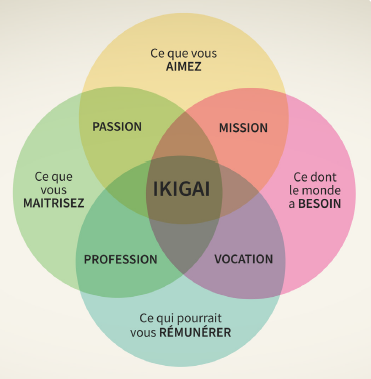 Ce que vous
AIMEZ
PASSION
MISSION
Ce que
vous
MAITRISEZ
IKIGAI
Ce dont
le monde
a BESOIN
PROFESSION
VOCATION
Ce qui pourrait
vous RÉMUNÉRER